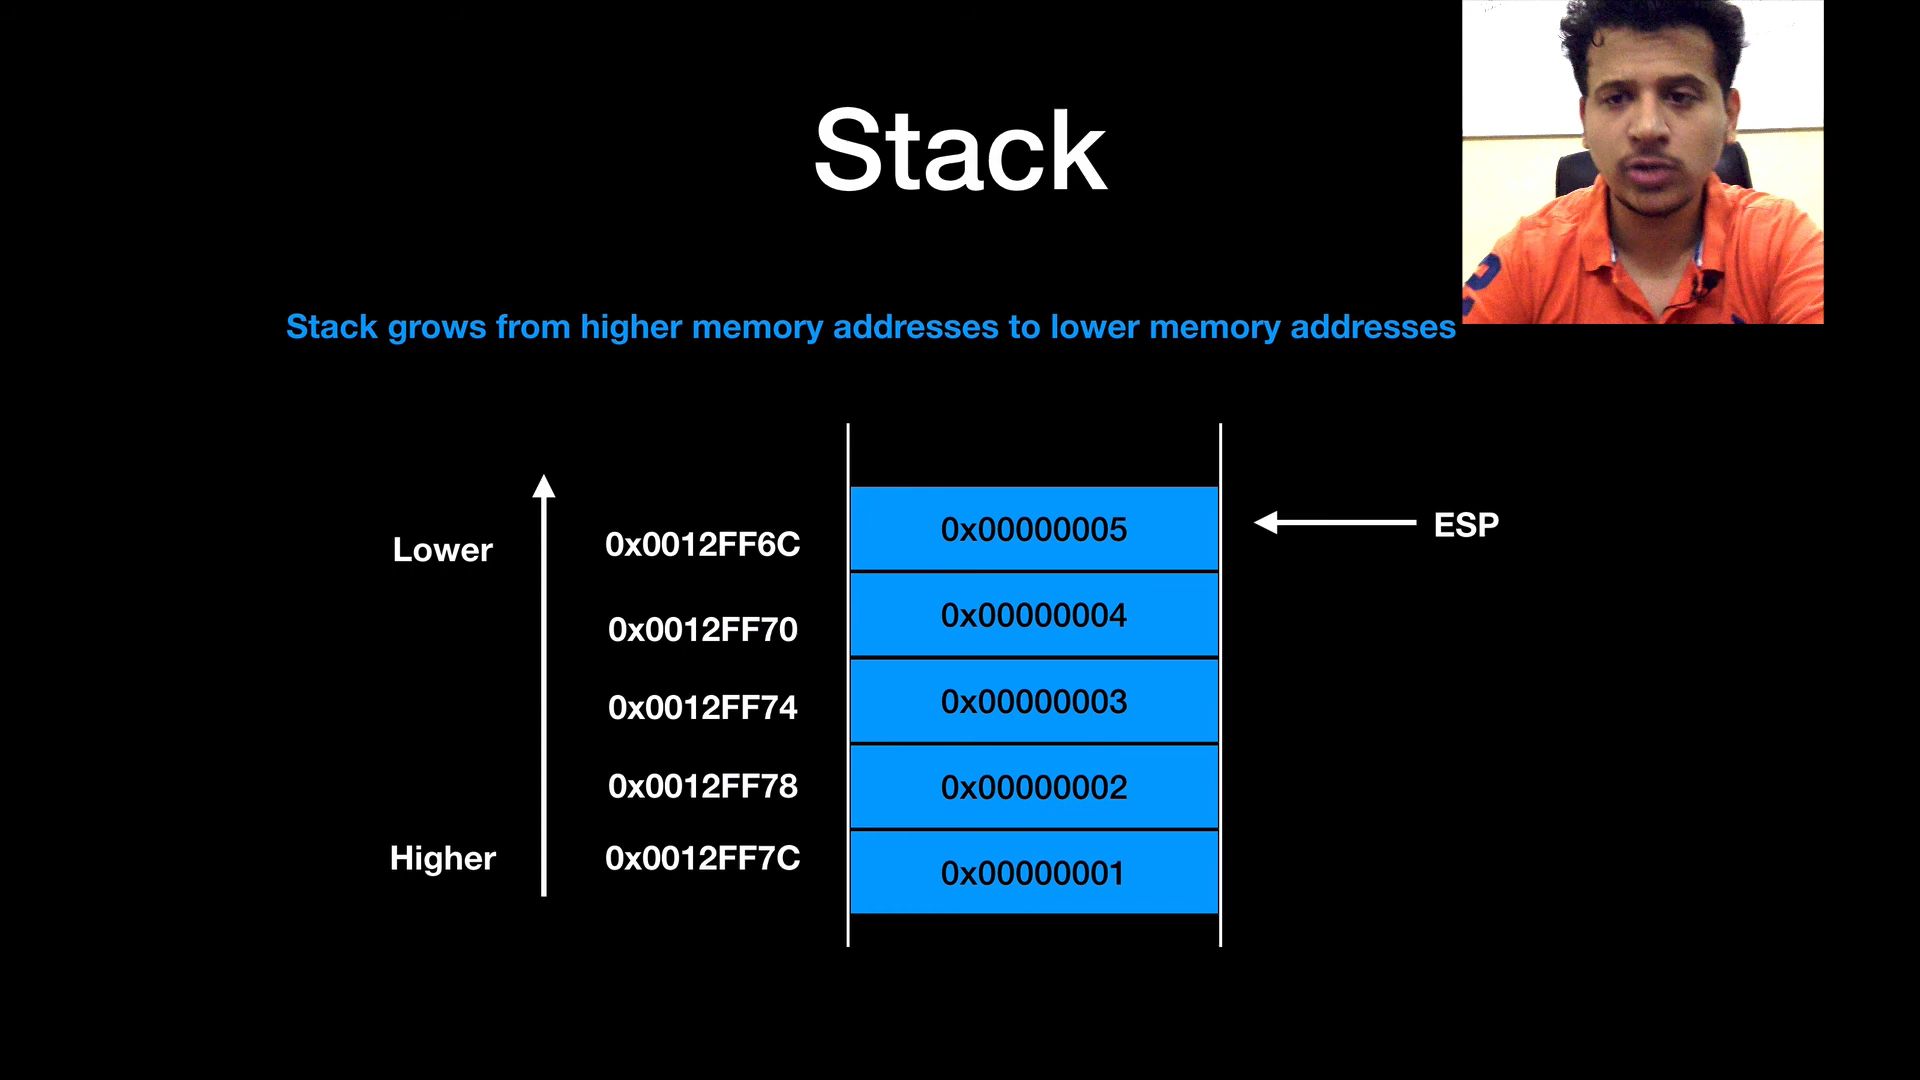 Stack
Stack grows from higher memory addresses to lower memory addresses
Lower
0x0012FF6C
0x00000005
ESP
0x0012FF70
0x00000004
0x0012FF74
0x00000003
0x0012FF78
0x00000002
Higher
0x0012FF7C
0x00000001